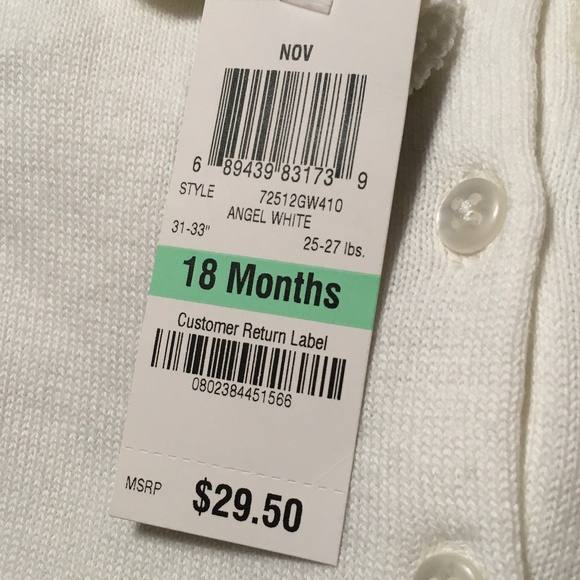 NOV
6 89439 83173 9
STYLE 72512GW410
ANGEL WHITE
31-33" 25-27 lbs.
18 Months
Customer Return Label
0802384451566
MSRP $29.50